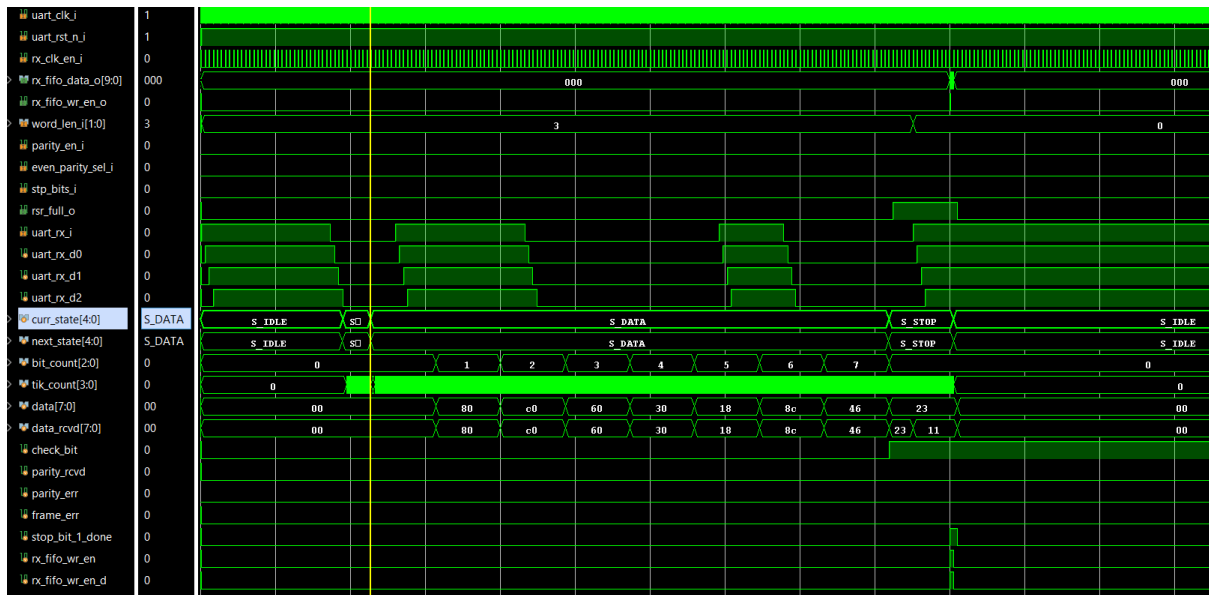 uart_clk_i 1
uart_rst_n_i 1
rx_clk_en_i 0
rx_fifo_data_o[9:0] 000 000 000
rx_fifo_wr_en_o 0
word_len_i[1:0] 3 3 0
parity_en_i 0
even_parity_sel_i 0
stp_bits_i 0
rsr_full_o 0
uart_rx_i 0
uart_rx_d0 0
uart_rx_d1 0
uart_rx_d2 0
curr_state[4:0] S_DATA S_IDLE S S_DATA S_STOP S_IDLE
next_state[4:0] S_DATA S_IDLE S S_DATA S_STOP S_IDLE
bit_count[2:0] 0 0 1 2 3 4 5 6 7 0
tik_count[3:0] 0 0 0
data[7:0] 00 00 80 c0 60 30 18 8c 46 23 00
data_rcvd[7:0] 00 00 80 c0 60 30 18 8c 46 23 11 00
check_bit 0
parity_rcvd 0
parity_err 0
frame_err 0
stop_bit_1_done 0
rx_fifo_wr_en 0
rx_fifo_wr_en_d 0